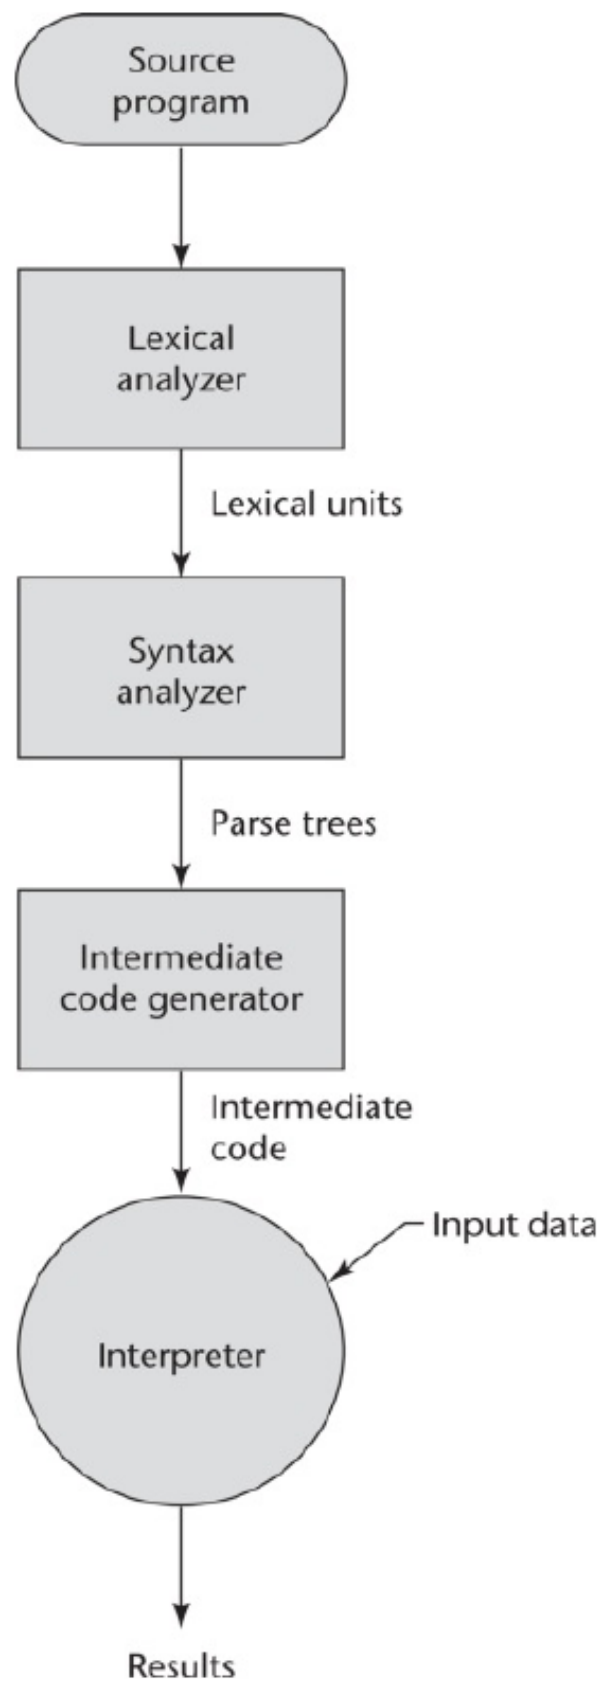 Source
program
Lexical
analyzer
Lexical units
Syntax
analyzer
Parse trees
Intermediate
code generator
Intermediate
code
Input data
Interpreter
Results